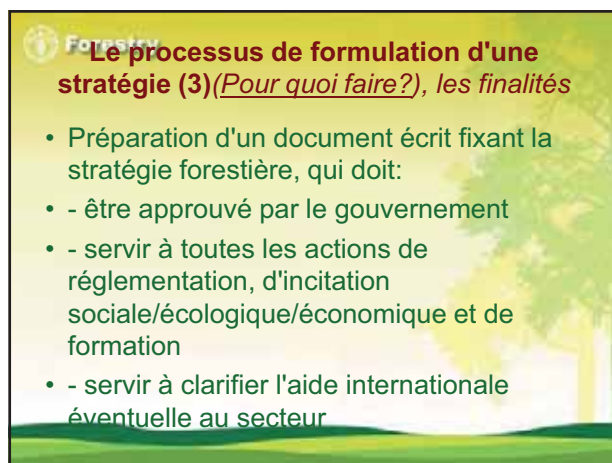 Forestry
Le processus de formulation d'une
stratégie (3)(Pour quoi faire?), les finalités
• Préparation d'un document écrit fixant la
stratégie forestière, qui doit:
• - être approuvé par le gouvernement
• - servir à toutes les actions de
réglementation, d'incitation
sociale/écologique/économique et de
formation
• - servir à clarifier l'aide internationale
éventuelle au secteur